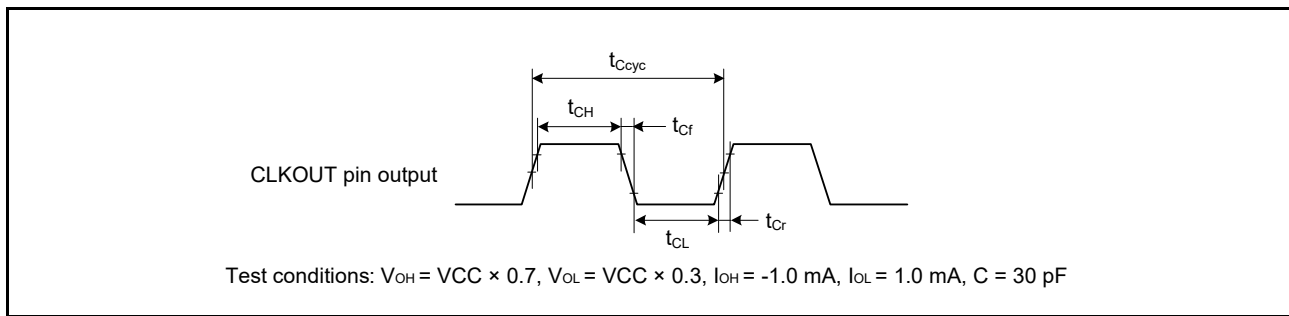 tCcyc
tCH
tCf
CLKOUT pin output
tCL
tCr
Test conditions: VOH = VCC × 0.7, VOL = VCC × 0.3, IOH = -1.0 mA, IOL = 1.0 mA, C = 30 pF